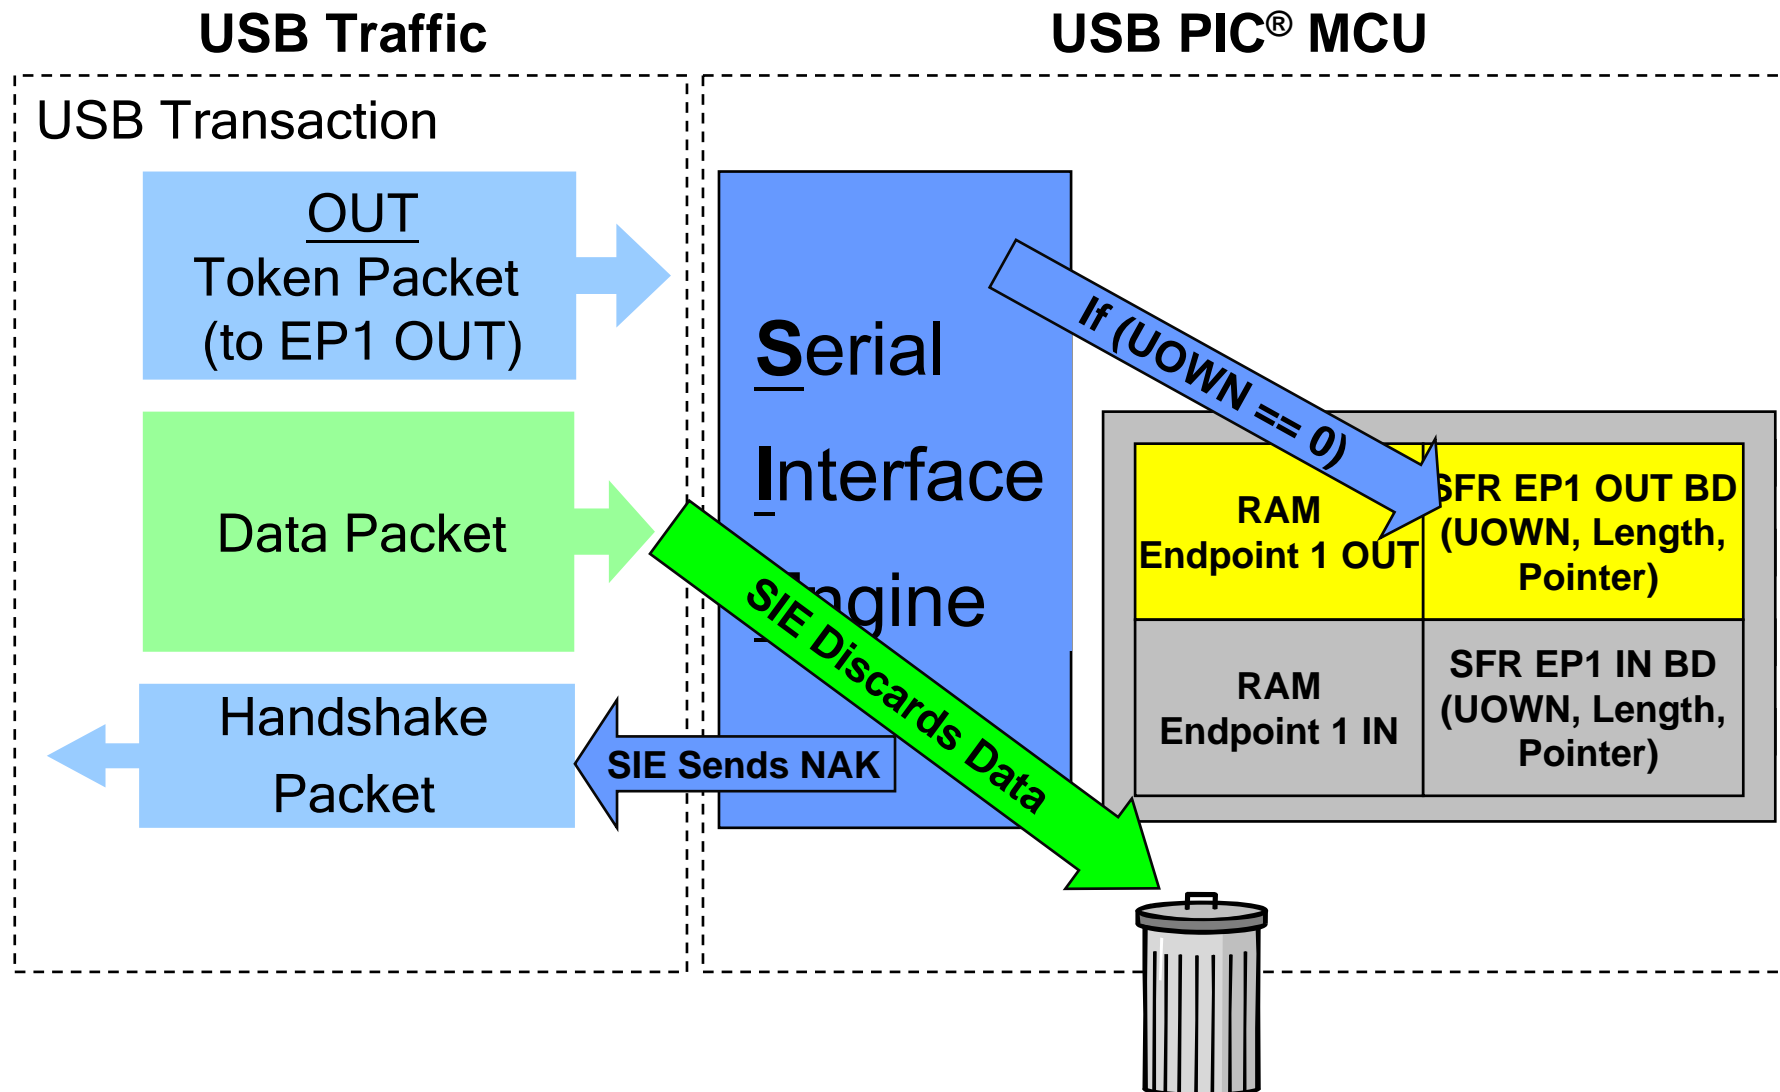 USB Traffic
USB PIC® MCU
USB Transaction
OUT
Token Packet
(to EP1 OUT)
Data Packet
Handshake
Packet
Serial
Interface
Engine
If (UOWN == 0)
SIE Discards Data
SIE Sends NAK
RAM
Endpoint 1 OUT
SFR EP1 OUT BD
(UOWN, Length,
Pointer)
RAM
Endpoint 1 IN
SFR EP1 IN BD
(UOWN, Length,
Pointer)